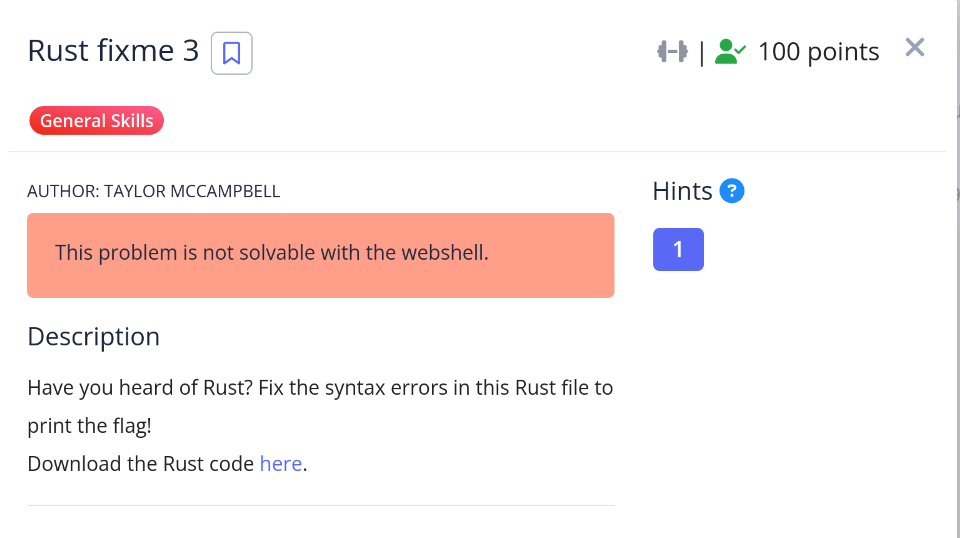 Rust fixme 3
| 100 points
General Skills
AUTHOR: TAYLOR MCCAMPBELL
This problem is not solvable with the webshell.
Description
Have you heard of Rust? Fix the syntax errors in this Rust file to
print the flag!
Download the Rust code here.
Hints ?
1